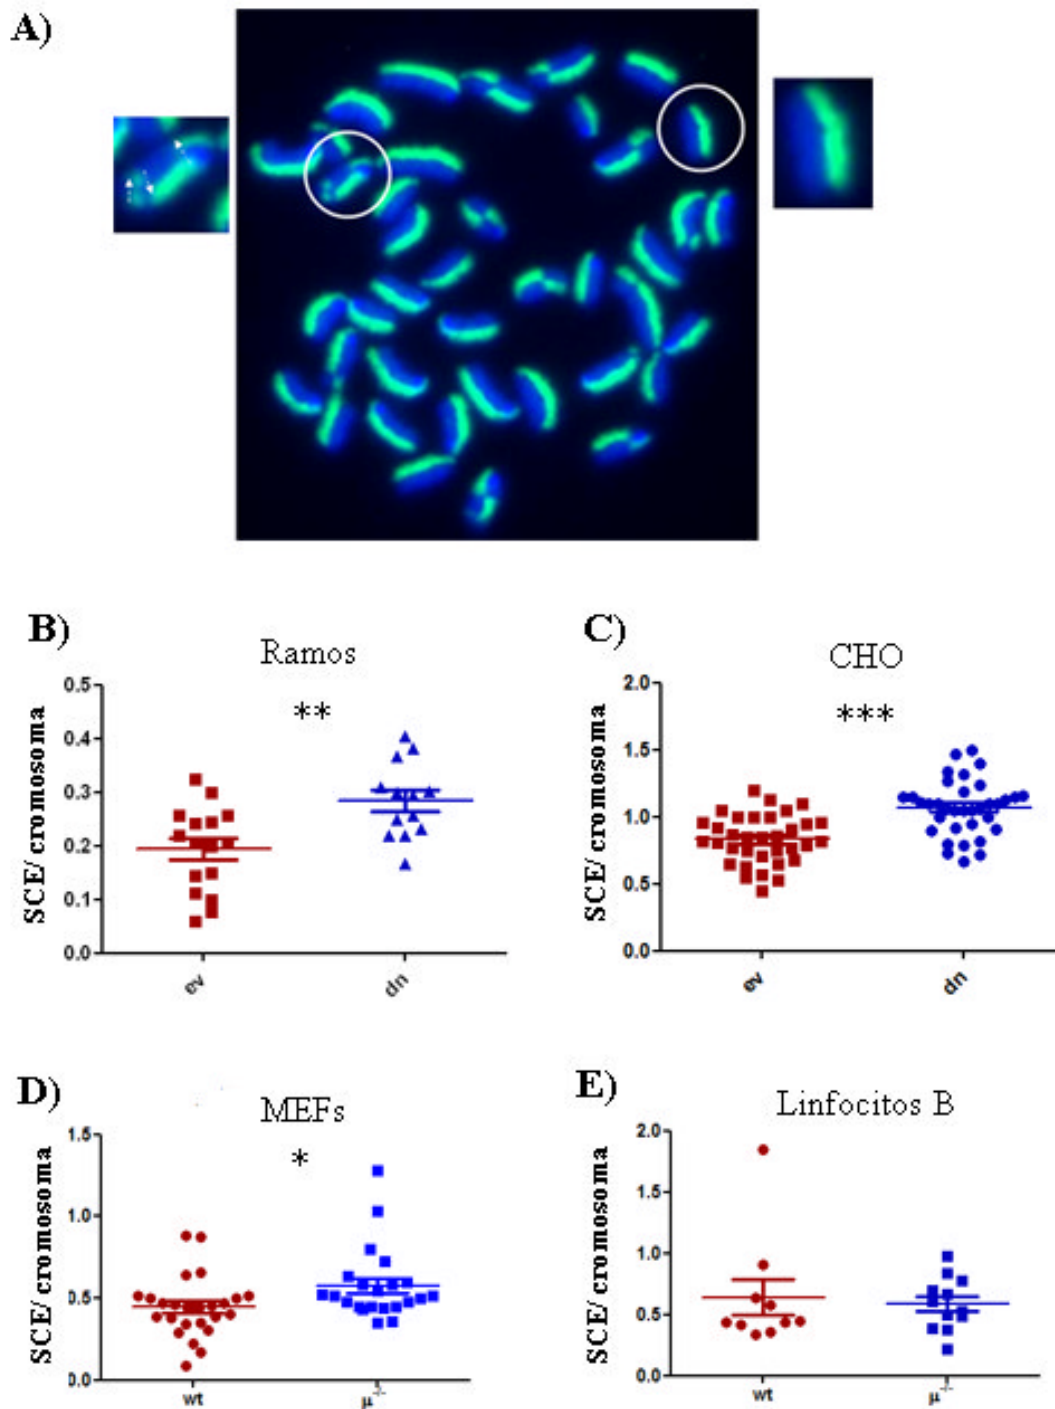 A)
B)
Ramos
**
SCE/ cromosoma
0.5
0.4
0.3
0.2
0.1
0.0
ev
dn
C)
CHO
***
SCE/ cromosoma
2.0
1.5
1.0
0.5
0.0
ev
dn
D)
MEFs
*
SCE/ cromosoma
1.5
1.0
0.5
0.0
wt
μ-/-
E)
Linfocitos B
SCE/ cromosoma
2.0
1.5
1.0
0.5
0.0
wt
μ-/-